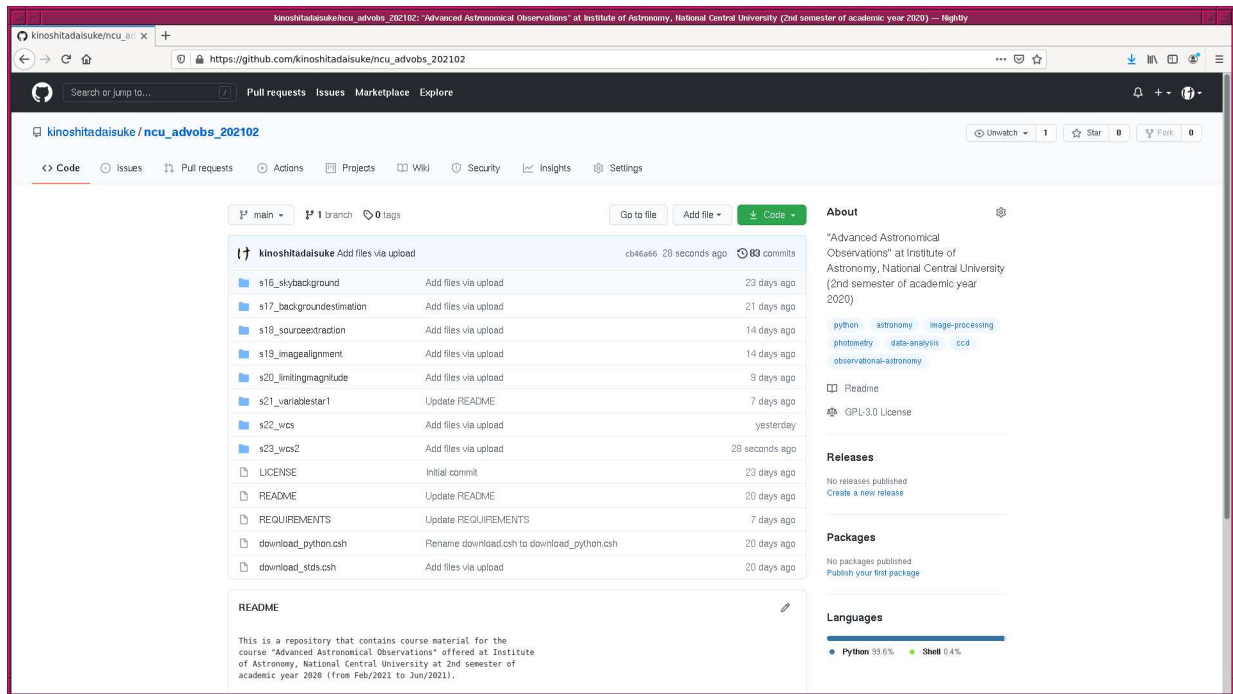 kinoshitadaisuke/ncu_advobs_202102: "Advanced Astronomical Observations" at Institute of Astronomy, National Central University (2nd semester of academic year 2020) — Nightly
kinoshitadaisuke/ncu_ad
https://github.com/kinoshitadaisuke/ncu_advobs_202102
Search or jump to... / Pull requests Issues Marketplace Explore
kinoshitadaisuke / ncu_advobs_202102 Unwatch 1 Star 0 Fork 0
<> Code Issues Pull requests Actions Projects Wiki Security Insights Settings
main 1 branch 0 tags Go to file Add file Code
kinoshitadaisuke Add files via upload cb46a66 28 seconds ago 83 commits
s16_skybackground Add files via upload 23 days ago
s17_backgroundestimation Add files via upload 21 days ago
s18_sourceextraction Add files via upload 14 days ago
s19_imagealignment Add files via upload 14 days ago
s20_limitingmagnitude Add files via upload 9 days ago
s21_variablestar1 Update README 7 days ago
s22_wcs Add files via upload yesterday
s23_wcs2 Add files via upload 28 seconds ago
LICENSE Initial commit 23 days ago
README Update README 20 days ago
REQUIREMENTS Update REQUIREMENTS 7 days ago
download_python.csh Rename download.csh to download_python.csh 20 days ago
download_stds.csh Add files via upload 20 days ago
README
This is a repository that contains course material for the
course "Advanced Astronomical Observations" offered at Institute
of Astronomy, National Central University at 2nd semester of
academic year 2020 (from Feb/2021 to Jun/2021).
About
"Advanced Astronomical
Observations" at Institute of
Astronomy, National Central University
(2nd semester of academic year
2020)
python astronomy image-processing
photometry data-analysis ccd
observational-astronomy
Readme
GPL-3.0 License
Releases
No releases published
Create a new release
Packages
No packages published
Publish your first package
Languages
Python 99.6% Shell 0.4%